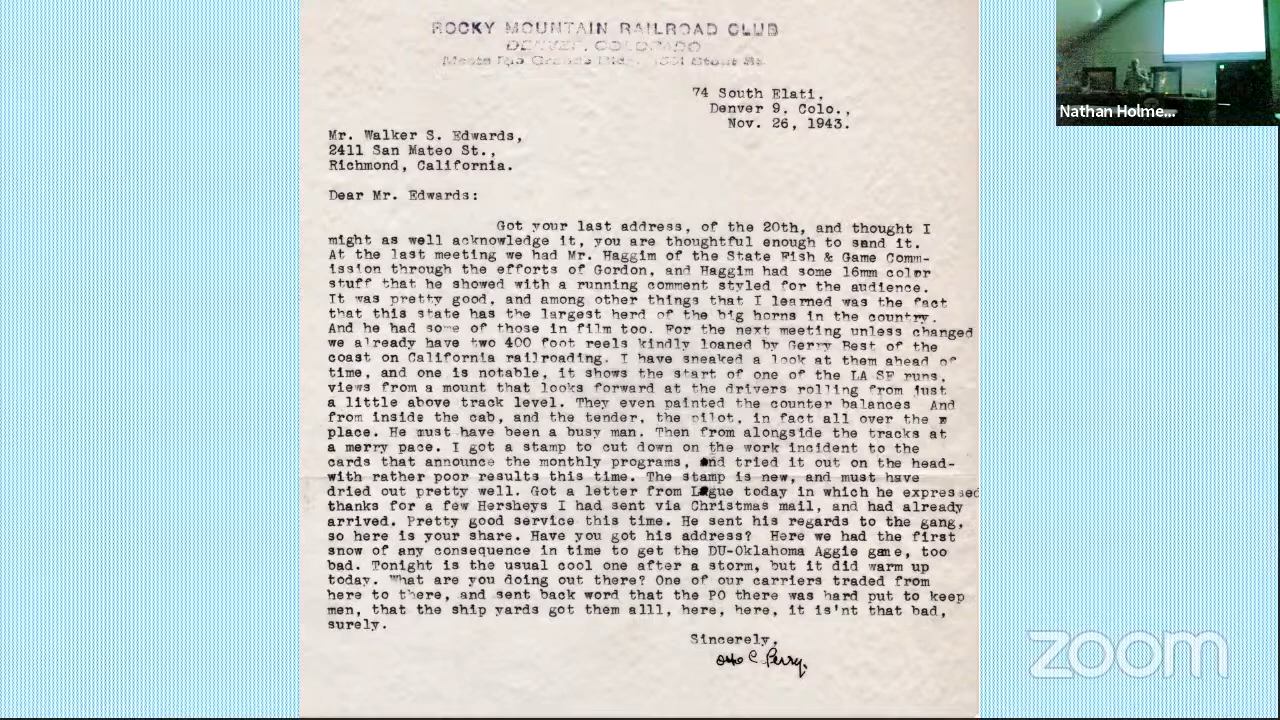 ROCKY MOUNTAIN RAILROAD CLUB
DENVER, COLORADO
Meets Rio Grande Bldg. 1531 Stout St.
74 South Elati,
Denver 9, Colo.,
Nov. 26, 1943.
Mr. Walker S. Edwards,
2411 San Mateo St.,
Richmond, California.
Dear Mr. Edwards:
Got your last address, of the 20th, and thought I
might as well acknowledge it, you are thoughtful enough to sand it.
At the last meeting we had Mr. Haggim of the State Fish & Game Comm-
ission through the efforts of Gordon, and Haggim had some 16mm color
stuff that he showed with a running comment styled for the audience.
It was pretty good, and among other things that I learned was the fact
that this state has the largest herd of the big horns in the country.
And he had some of those in film too. For the next meeting unless changed
we already have two 400 foot reels kindly loaned by Gerry Best of the
coast on California railroading. I have sneaked a look at them ahead of
time, and one is notable, it shows the start of one of the LA SF runs,
views from a mount that looks forward at the drivers rolling from just
a little above track level. They even painted the counter balances And
from inside the cab, and the tender, the pilot, in fact all over the
place. He must have been a busy man. Then from alongside the tracks at
a merry pace. I got a stamp to cut down on the work incident to the
cards that announce the monthly programs, and tried it out on the head-
with rather poor results this time. The stamp is new, and must have
dried out pretty well. Got a letter from Logue today in which he expressed
thanks for a few Hersheys I had sent via Christmas mail, and had already
arrived. Pretty good service this time. He sent his regards to the gang,
so here is your share. Have you got his address? Here we had the first
snow of any consequence in time to get the DU-Oklahoma Aggie game, too
bad. Tonight is the usual cool one after a storm, but it did warm up
today. What are you doing out there? One of our carriers traded from
here to there, and sent back word that the PO there was hard put to keep
men, that the ship yards got them alll, here, here, it is'nt that bad,
surely.
Sincerely,
Otto C Perry.
Nathan Holme...
zoom